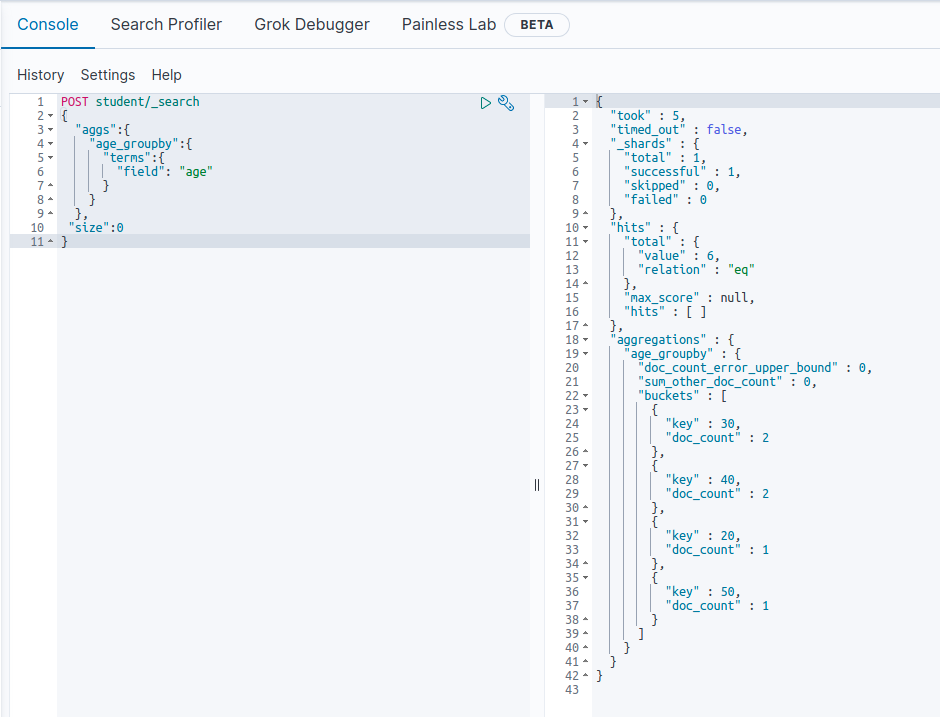 Console Search Profiler Grok Debugger Painless Lab BETA
History Settings Help
1 POST student/_search
2 {
3   "aggs":{
4     "age_groupby":{
5       "terms":{
6         "field": "age"
7       }
8     }
9   },
10  "size":0
11 }
1 {
2   "took" : 5,
3   "timed_out" : false,
4   "_shards" : {
5     "total" : 1,
6     "successful" : 1,
7     "skipped" : 0,
8     "failed" : 0
9   },
10   "hits" : {
11     "total" : {
12       "value" : 6,
13       "relation" : "eq"
14     },
15     "max_score" : null,
16     "hits" : [ ]
17   },
18   "aggregations" : {
19     "age_groupby" : {
20       "doc_count_error_upper_bound" : 0,
21       "sum_other_doc_count" : 0,
22       "buckets" : [
23         {
24           "key" : 30,
25           "doc_count" : 2
26         },
27         {
28           "key" : 40,
29           "doc_count" : 2
30         },
31         {
32           "key" : 20,
33           "doc_count" : 1
34         },
35         {
36           "key" : 50,
37           "doc_count" : 1
38         }
39       ]
40     }
41   }
42 }
43